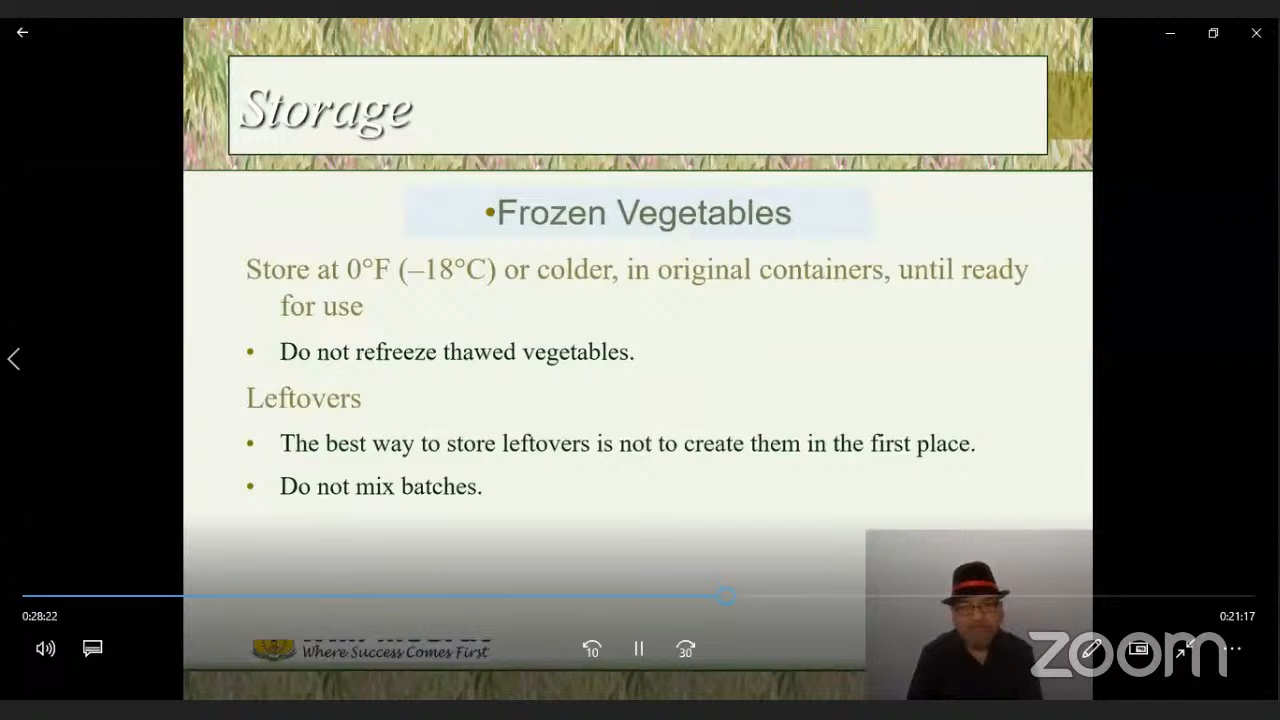 Storage
•Frozen Vegetables
Store at 0°F (–18°C) or colder, in original containers, until ready
for use
• Do not refreeze thawed vegetables.
Leftovers
• The best way to store leftovers is not to create them in the first place.
• Do not mix batches.
0:28:22
0:21:17
Where Success Comes First
10
30
zoom